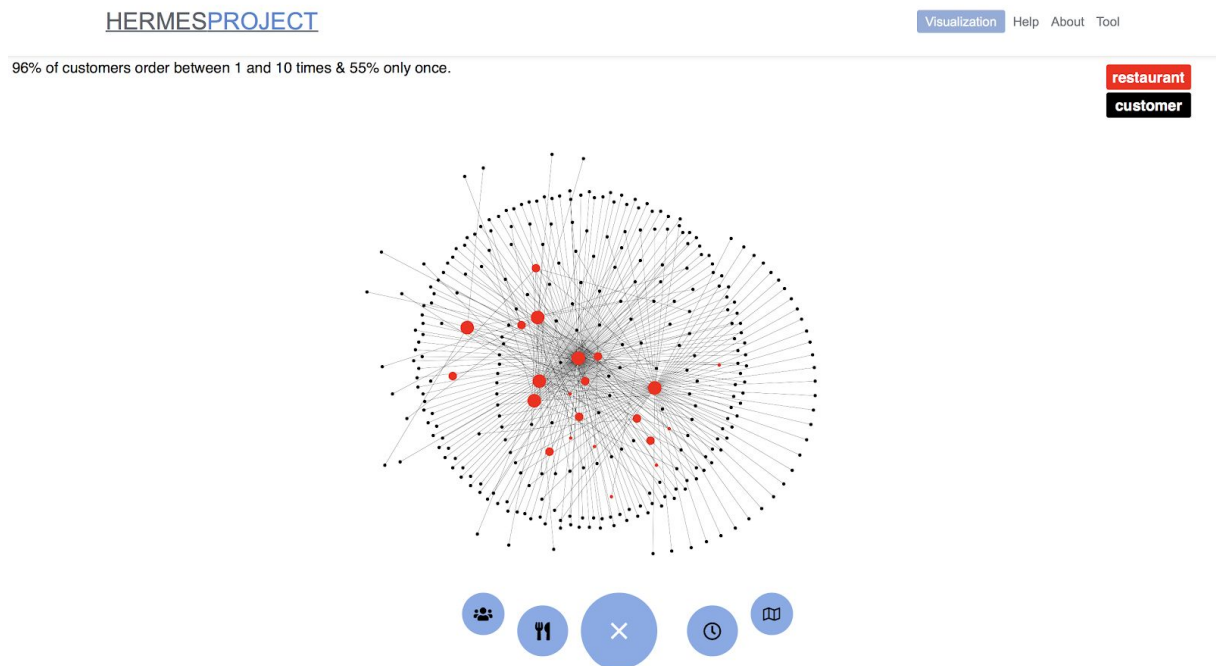 HERMESPROJECT
Visualization Help About Tool
96% of customers order between 1 and 10 times & 55% only once.
restaurant
customer